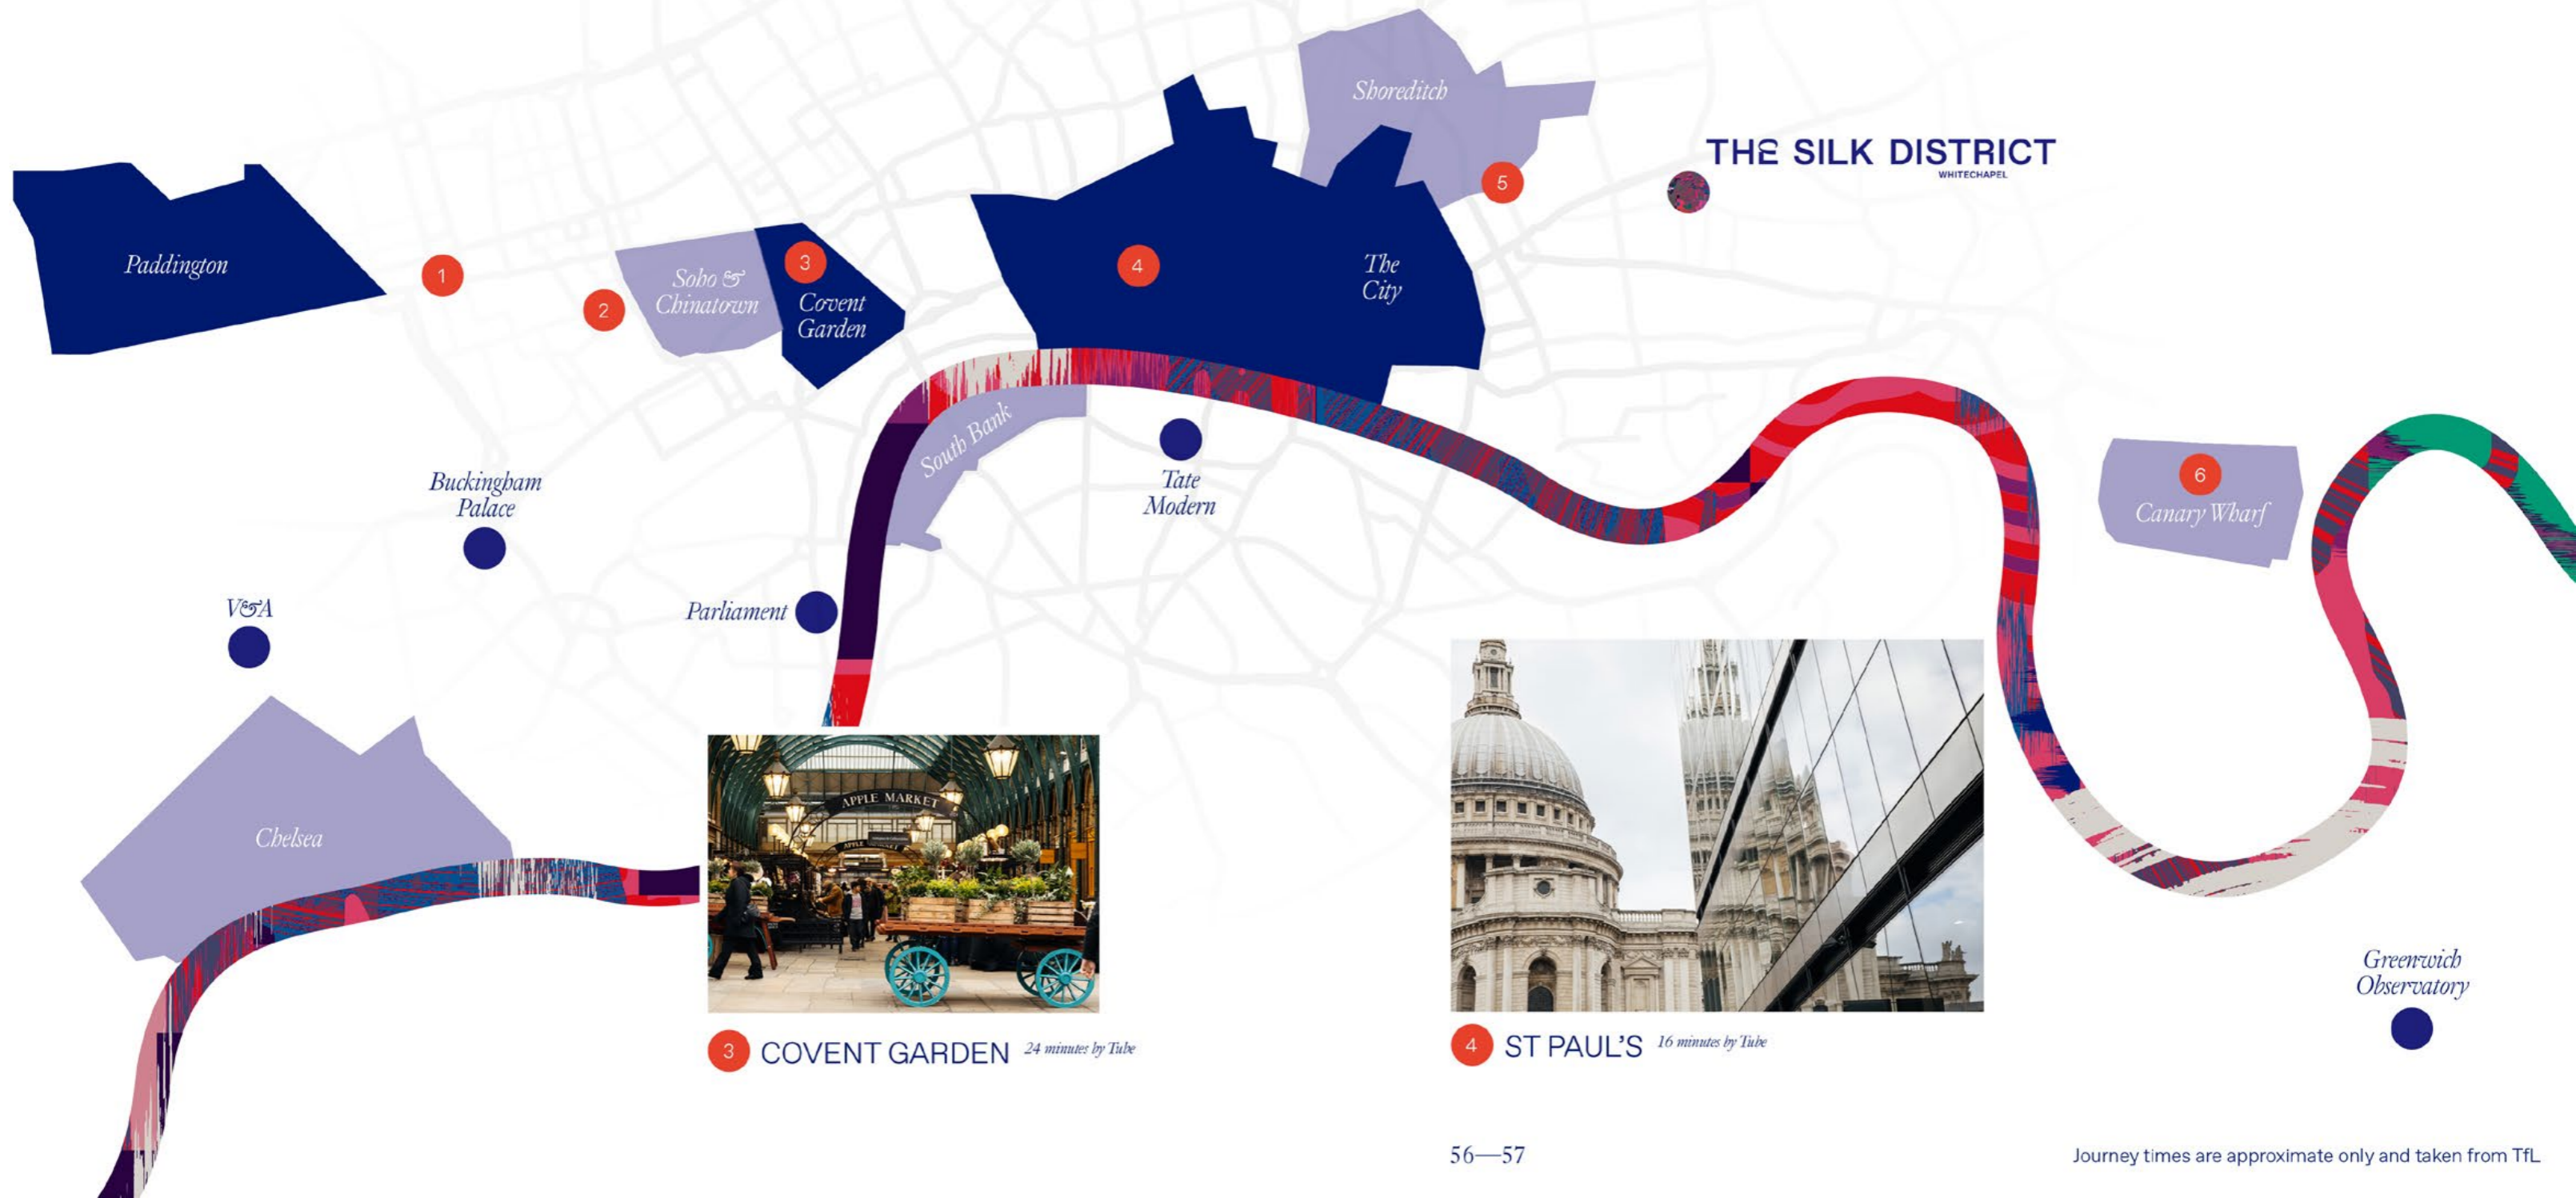 Shoreditch
THE SILK DISTRICT
WHITECHAPEL
5
Paddington
1
2
Soho &
Chinatown
3
Covent
Garden
4
The
City
South Bank
Tate
Modern
Buckingham
Palace
Parliament
V&A
Chelsea
6
Canary Wharf
Greenwich
Observatory
APPLE MARKET
APPLE
3 COVENT GARDEN 24 minutes by Tube
4 ST PAUL'S 16 minutes by Tube
56—57
Journey times are approximate only and taken from TfL